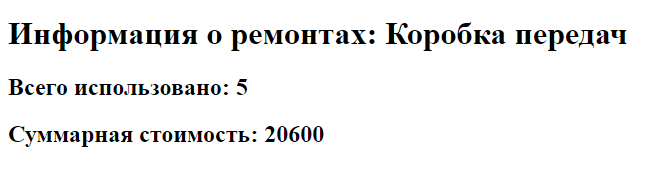 Информация о ремонтах: Коробка передач
Всего использовано: 5
Суммарная стоимость: 20600